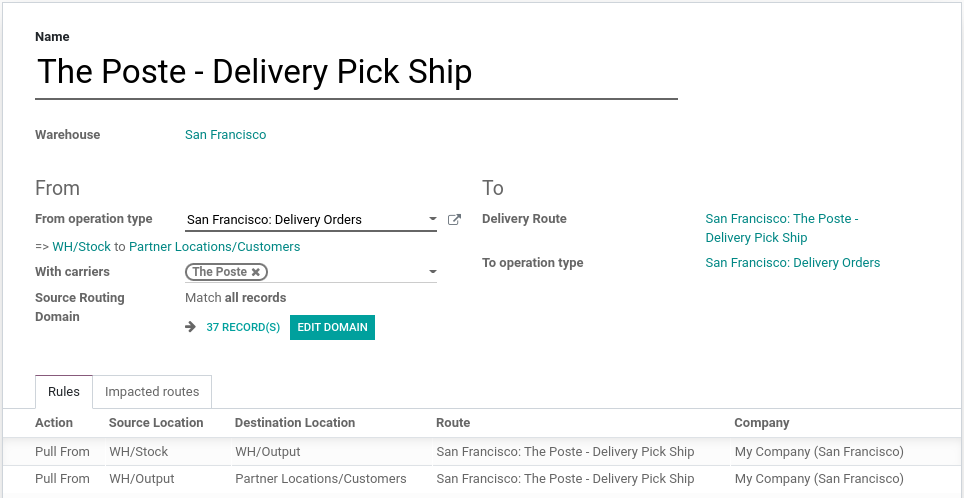 Name
The Poste - Delivery Pick Ship
Warehouse San Francisco
From
From operation type San Francisco: Delivery Orders
=> WH/Stock to Partner Locations/Customers
With carriers The Poste ✖
Source Routing Domain Match all records
37 RECORD(S) EDIT DOMAIN
To
Delivery Route San Francisco: The Poste -
Delivery Pick Ship
To operation type San Francisco: Delivery Orders
Rules Impacted routes
Action Source Location Destination Location Route Company
Pull From WH/Stock WH/Output San Francisco: The Poste - Delivery Pick Ship My Company (San Francisco)
Pull From WH/Output Partner Locations/Customers San Francisco: The Poste - Delivery Pick Ship My Company (San Francisco)